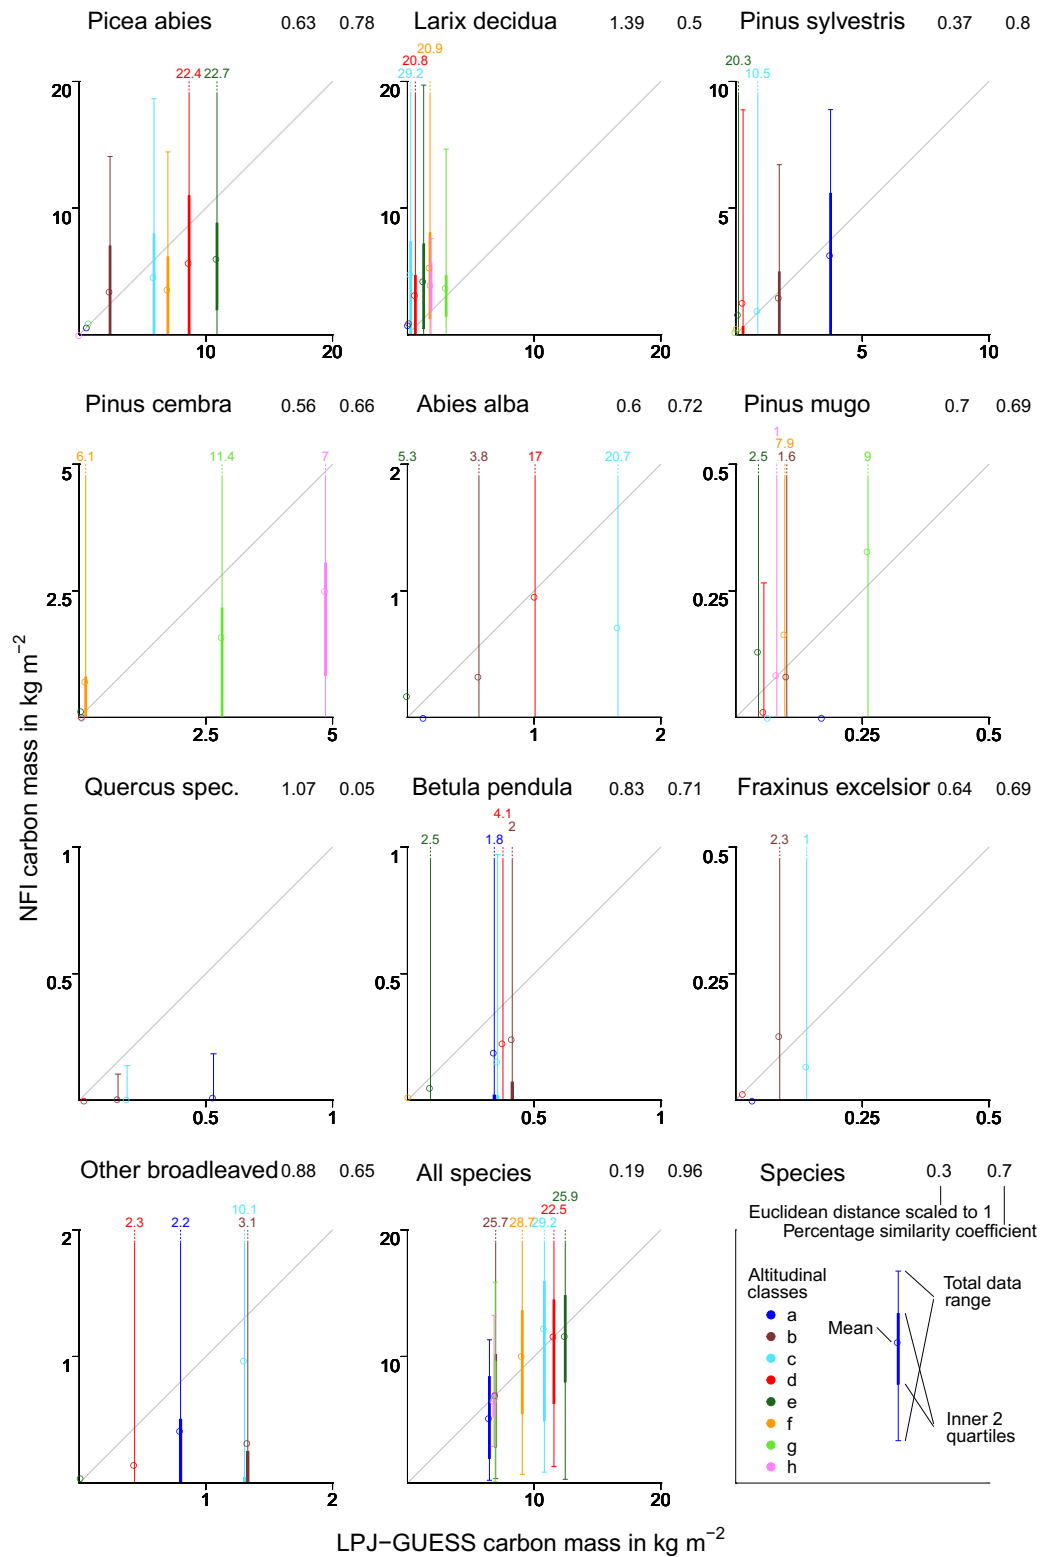 Picea abies 0.63 0.78
Larix decidua 1.39 0.5
Pinus sylvestris 0.37 0.8
22.4 22.7
20
10
10 20
20.9
20.8
29.2
20
10
10 20
20.3
10.5
10
5
5 10
Pinus cembra 0.56 0.66
Abies alba 0.6 0.72
Pinus mugo 0.7 0.69
6.1 11.4 7
5
2.5
2.5 5
5.3 3.8 17 20.7
2
1
1 2
1
7.9
2.5 1.6 9
0.5
0.25
0.25 0.5
NFI carbon mass in kg m−2
Quercus spec. 1.07 0.05
Betula pendula 0.83 0.71
Fraxinus excelsior 0.64 0.69
1
0.5
0.5 1
4.1
2
2.5 1.8
1
0.5
0.5 1
2.3 1
0.5
0.25
0.25 0.5
Other broadleaved 0.88 0.65
All species 0.19 0.96
Species 0.3 0.7
10.1
2.3 2.2 3.1
2
1
1 2
25.9
22.5
25.7 28.7 29.2
20
10
10 20
Euclidean distance scaled to 1
Percentage similarity coefficient
Altitudinal
classes
a
b
c
d
e
f
g
h
Mean
Total data
range
Inner 2
quartiles
LPJ−GUESS carbon mass in kg m−2